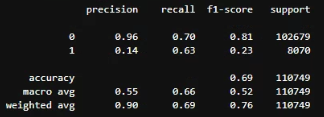 precision recall f1-score support
0 0.96 0.70 0.81 102679
1 0.14 0.63 0.23 8070
accuracy 0.69 110749
macro avg 0.55 0.66 0.52 110749
weighted avg 0.90 0.69 0.76 110749